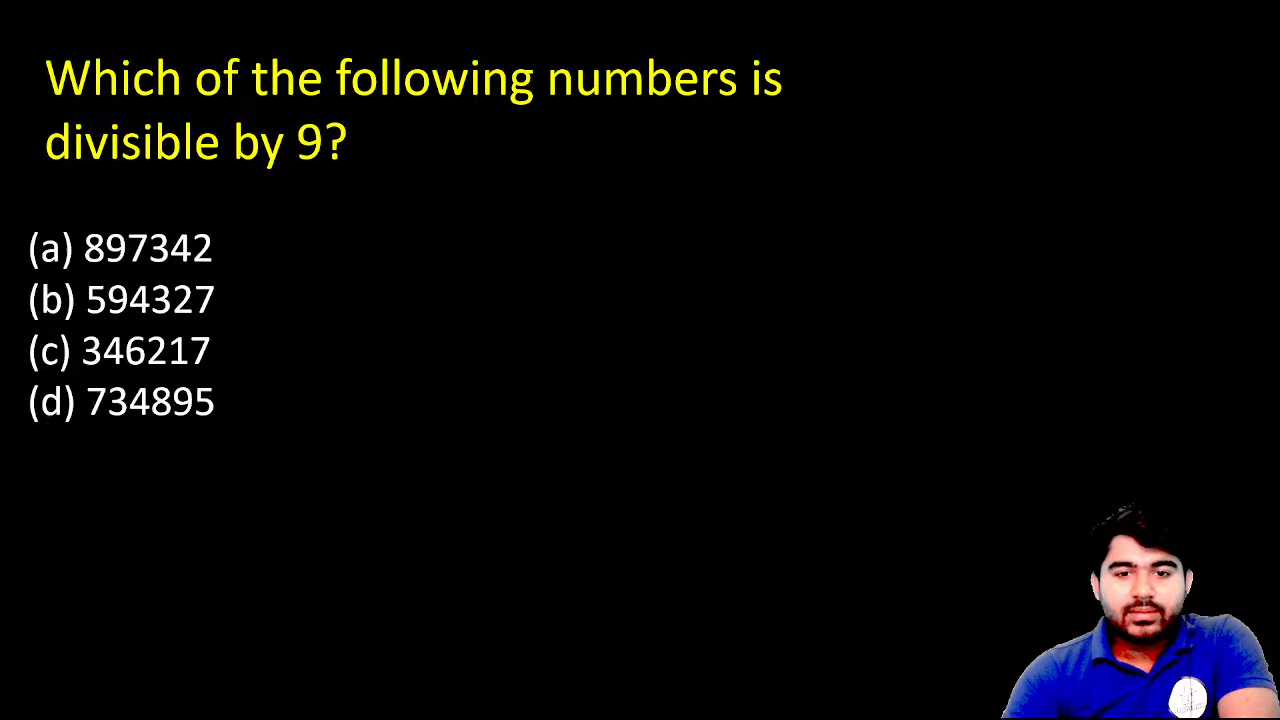 Which of the following numbers is
divisible by 9?
(a) 897342
(b) 594327
(c) 346217
(d) 734895